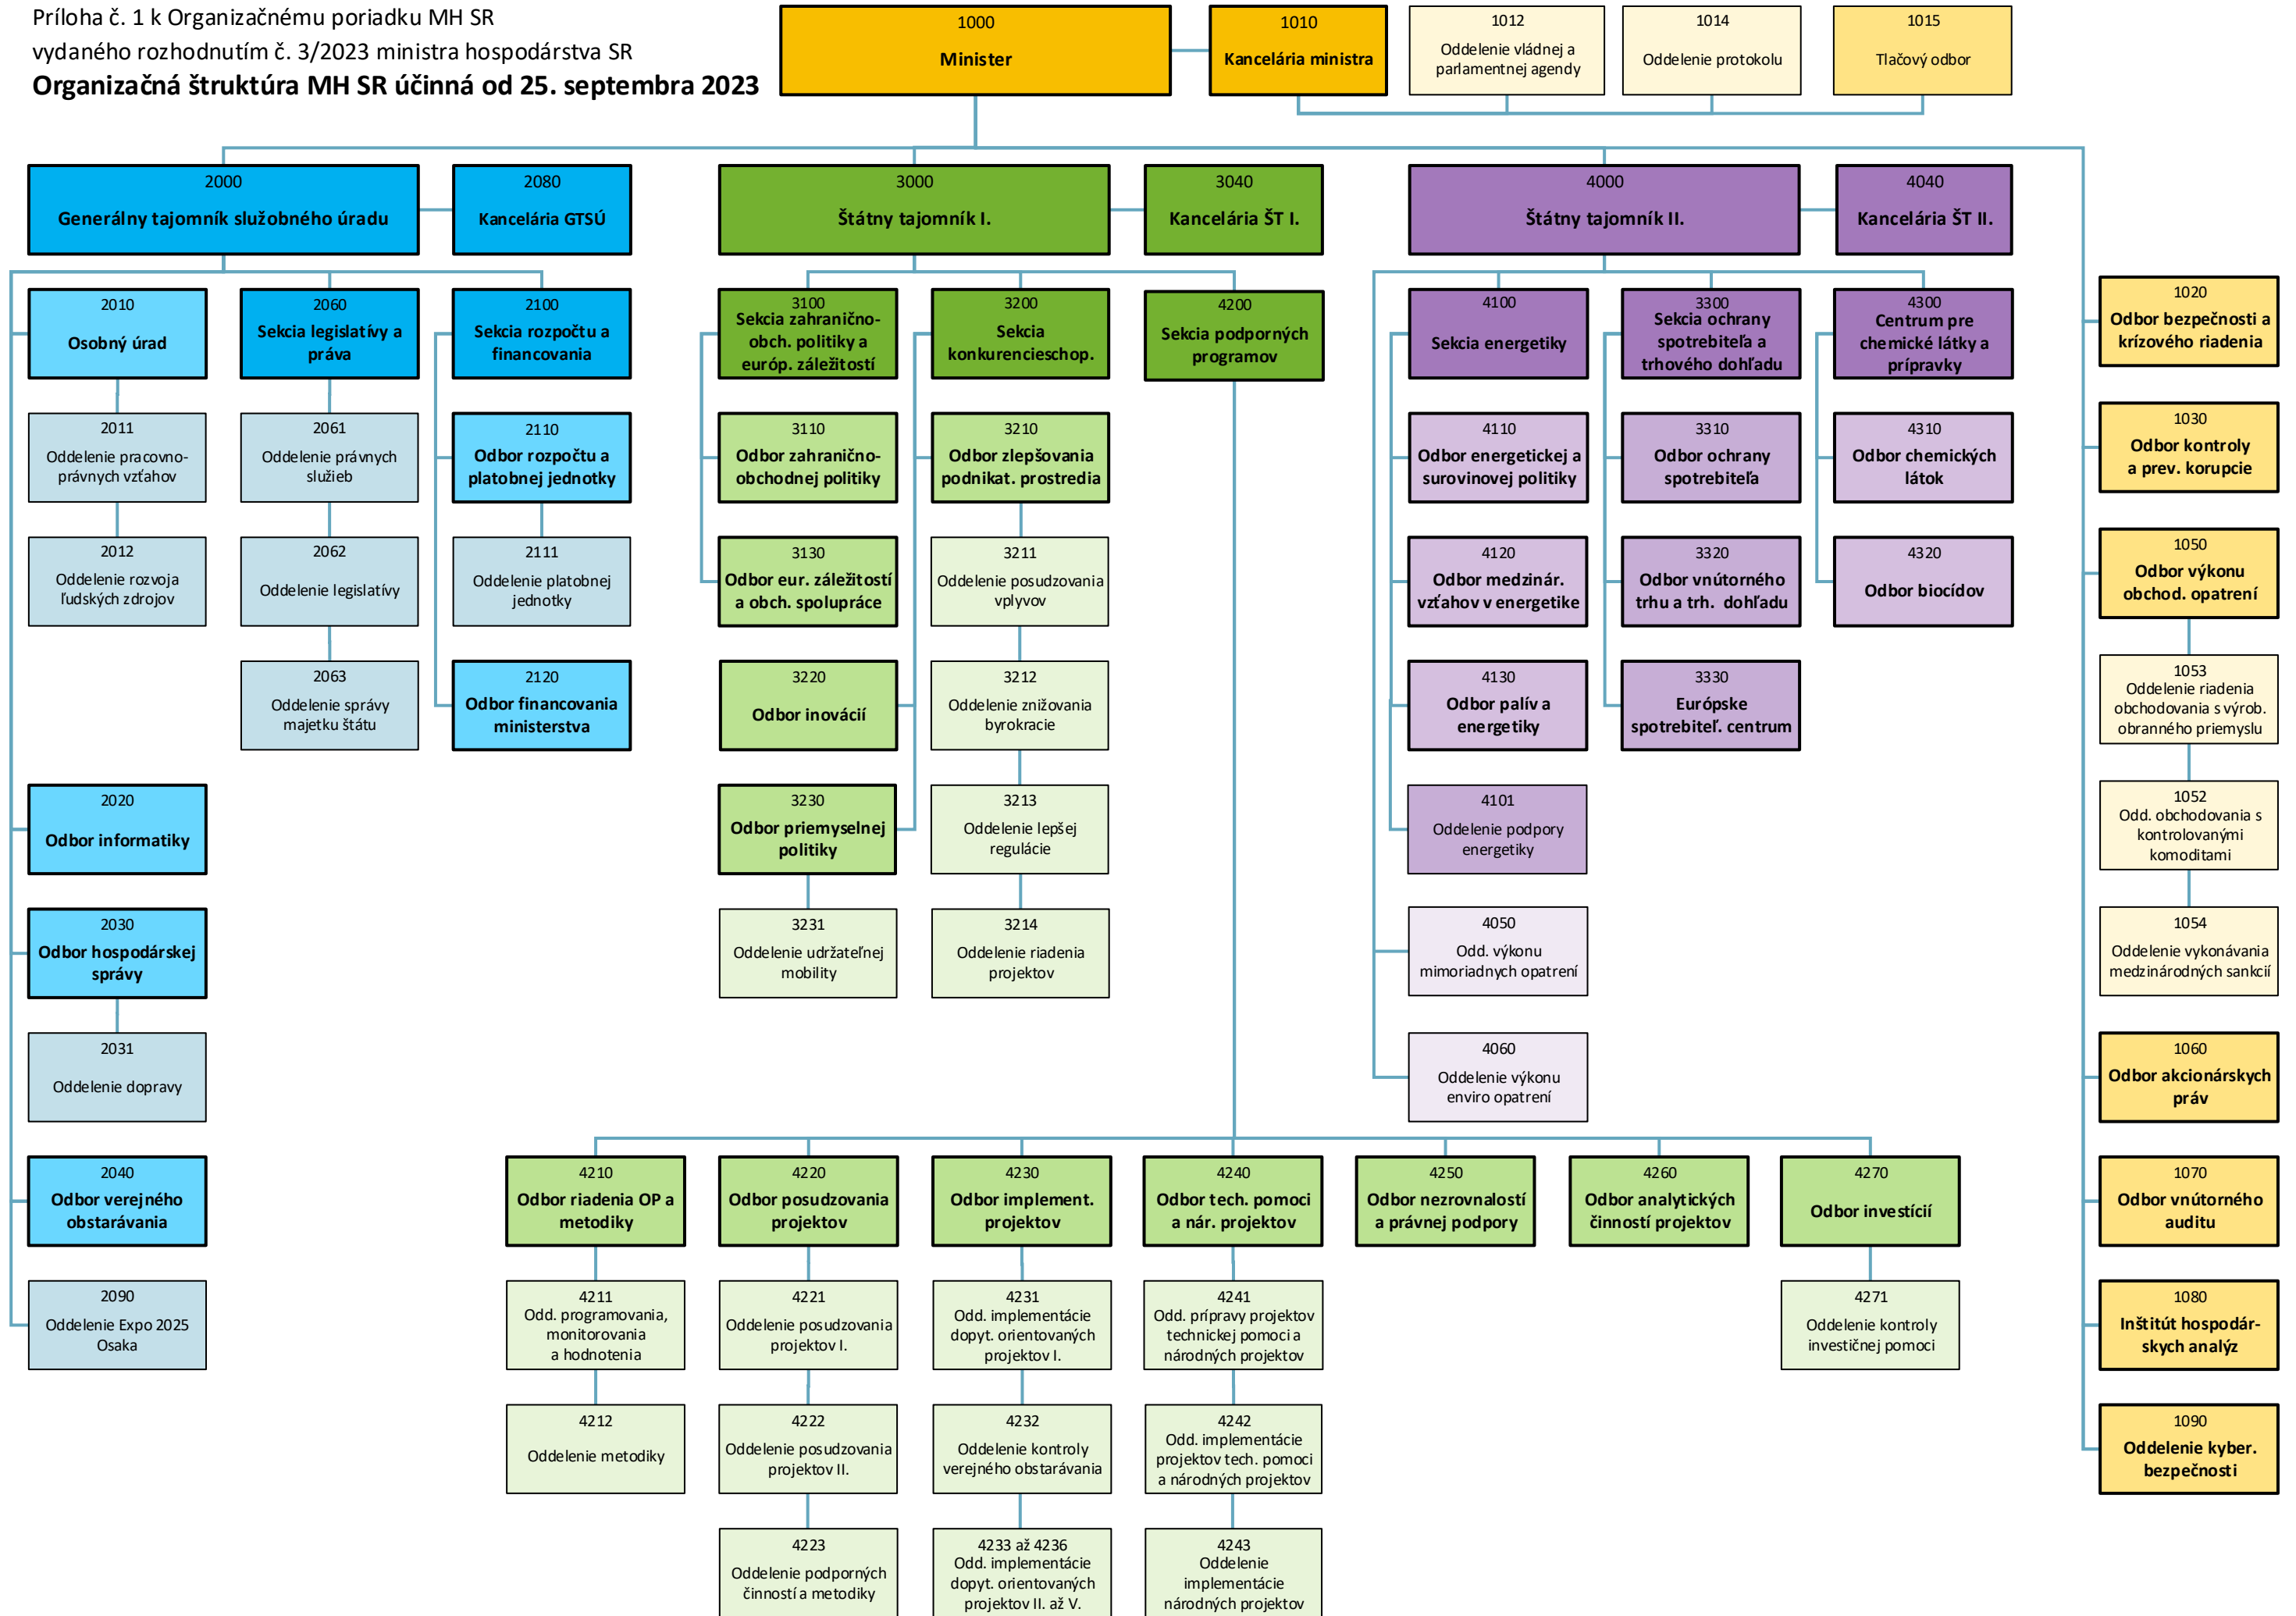 Príloha č. 1 k Organizačnému poriadku MH SR
vydaného rozhodnutím č. 3/2023 ministra hospodárstva SR
Organizačná štruktúra MH SR účinná od 25. septembra 2023
1000
Minister
1010
Kancelária ministra
1012
Oddelenie vládnej a
parlamentnej agendy
1014
Oddelenie protokolu
1015
Tlačový odbor
2000
Generálny tajomník služobného úradu
2080
Kancelária GTSÚ
3000
Štátny tajomník I.
3040
Kancelária ŠT I.
4000
Štátny tajomník II.
4040
Kancelária ŠT II.
2010
Osobný úrad
2060
Sekcia legislatívy a
práva
2100
Sekcia rozpočtu a
financovania
3100
Sekcia zahranično-
obch. politiky a
európ. záležitostí
3200
Sekcia
konkurencieschop.
4200
Sekcia podporných
programov
4100
Sekcia energetiky
3300
Sekcia ochrany
spotrebiteľa a
trhového dohľadu
4300
Centrum pre
chemické látky a
prípravky
1020
Odbor bezpečnosti a
krízového riadenia
2011
Oddelenie pracovno-
právnych vzťahov
2061
Oddelenie právnych
služieb
2110
Odbor rozpočtu a
platobnej jednotky
3110
Odbor zahranično-
obchodnej politiky
3210
Odbor zlepšovania
podnikat. prostredia
4110
Odbor energetickej a
surovinovej politiky
3310
Odbor ochrany
spotrebiteľa
4310
Odbor chemických
látok
1030
Odbor kontroly
a prev. korupcie
2012
Oddelenie rozvoja
ľudských zdrojov
2062
Oddelenie legislatívy
2111
Oddelenie platobnej
jednotky
3130
Odbor eur. záležitostí
a obch. spolupráce
3211
Oddelenie posudzovania
vplyvov
4120
Odbor medzinár.
vzťahov v energetike
3320
Odbor vnútorného
trhu a trh. dohľadu
4320
Odbor biocídov
1050
Odbor výkonu
obchod. opatrení
2063
Oddelenie správy
majetku štátu
2120
Odbor financovania
ministerstva
3220
Odbor inovácií
3212
Oddelenie znižovania
byrokracie
4130
Odbor palív a
energetiky
3330
Európske
spotrebiteľ. centrum
1053
Oddelenie riadenia
obchodovania s výrob.
obranného priemyslu
2020
Odbor informatiky
3230
Odbor priemyselnej
politiky
3213
Oddelenie lepšej
regulácie
4101
Oddelenie podpory
energetiky
1052
Odd. obchodovania s
kontrolovanými
komoditami
2030
Odbor hospodárskej
správy
3231
Oddelenie udržateľnej
mobility
3214
Oddelenie riadenia
projektov
4050
Odd. výkonu
mimoriadnych opatrení
1054
Oddelenie vykonávania
medzinárodných sankcií
2031
Oddelenie dopravy
4060
Oddelenie výkonu
enviro opatrení
1060
Odbor akcionárskych
práv
2040
Odbor verejného
obstarávania
4210
Odbor riadenia OP a
metodiky
4220
Odbor posudzovania
projektov
4230
Odbor implement.
projektov
4240
Odbor tech. pomoci
a nár. projektov
4250
Odbor nezrovnalostí
a právnej podpory
4260
Odbor analytických
činností projektov
4270
Odbor investícií
1070
Odbor vnútorného
auditu
2090
Oddelenie Expo 2025
Osaka
4211
Odd. programovania,
monitorovania
a hodnotenia
4221
Oddelenie posudzovania
projektov I.
4231
Odd. implementácie
dopyt. orientovaných
projektov I.
4241
Odd. prípravy projektov
technickej pomoci a
národných projektov
4271
Oddelenie kontroly
investičnej pomoci
1080
Inštitút hospodár-
skych analýz
4212
Oddelenie metodiky
4222
Oddelenie posudzovania
projektov II.
4232
Oddelenie kontroly
verejného obstarávania
4242
Odd. implementácie
projektov tech. pomoci
a národných projektov
1090
Oddelenie kyber.
bezpečnosti
4223
Oddelenie podporných
činností a metodiky
4233 až 4236
Odd. implementácie
dopyt. orientovaných
projektov II. až V.
4243
Oddelenie
implementácie
národných projektov